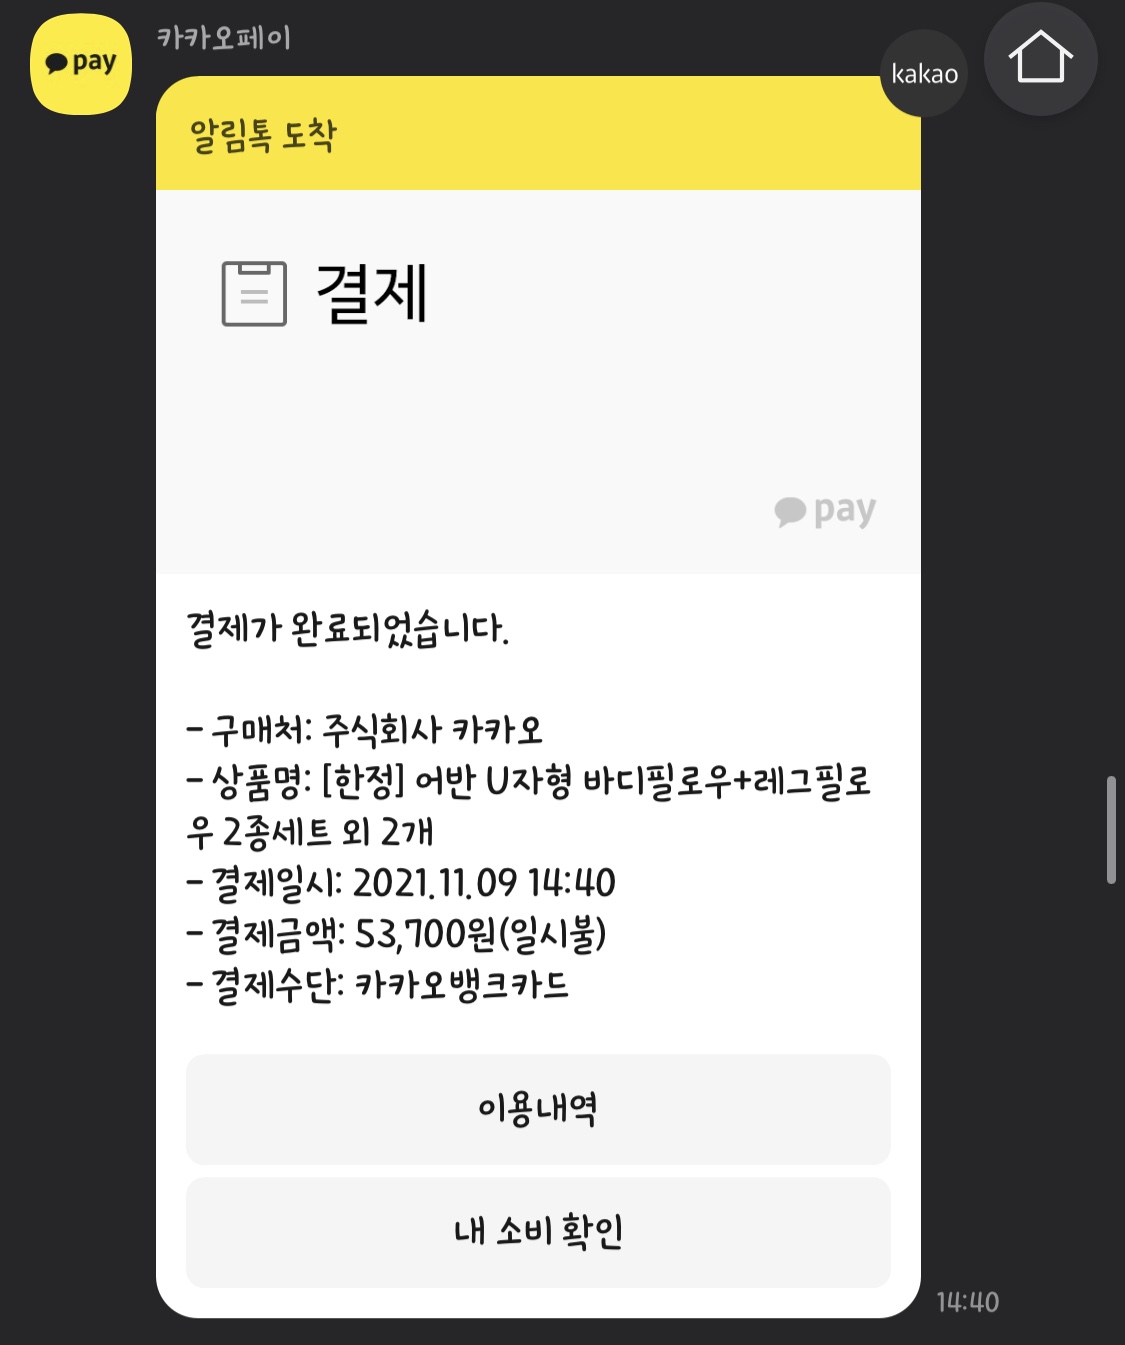 pay
카카오페이
kakao
알림톡 도착
결제
pay
결제가 완료되었습니다.
- 구매처: 주식회사 카카오
- 상품명: [한정] 어반 U자형 바디필로우+레그필로
우 2종세트 외 2개
- 결제일시: 2021.11.09 14:40
- 결제금액: 53,700원(일시불)
- 결제수단: 카카오뱅크카드
이용내역
내 소비 확인
14:40